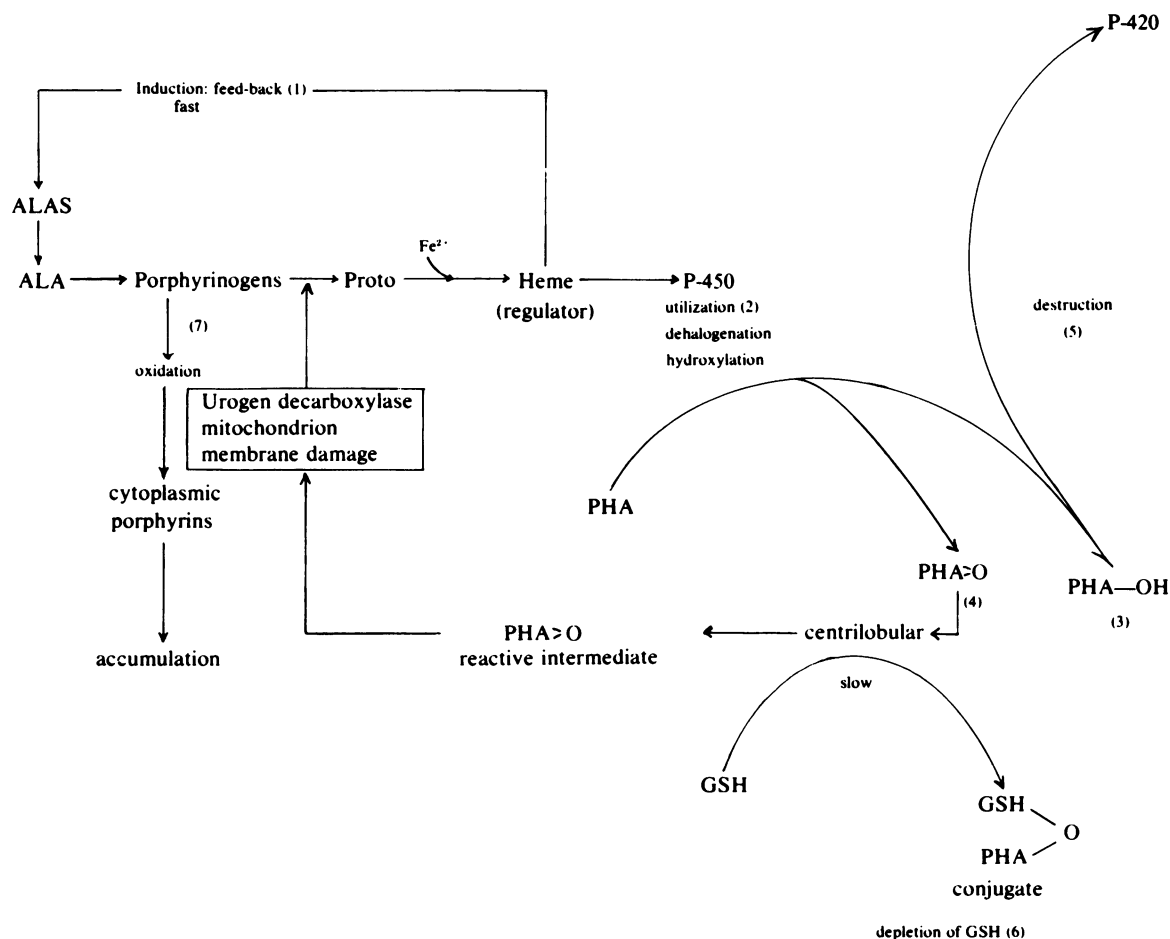 P-420
Induction: feed-back (1)
fast
ALAS
Fe²⁺
ALA
Porphyrinogens
Proto
Heme
P-450
(regulator)
utilization (2)
dehalogenation
hydroxylation
destruction
(5)
(7)
oxidation
Urogen decarboxylase
mitochondrion
membrane damage
cytoplasmic
porphyrins
PHA
PHA>O
(4)
PHA—OH
(3)
accumulation
PHA>O
reactive intermediate
centrilobular
slow
GSH
GSH
O
PHA
conjugate
depletion of GSH (6)